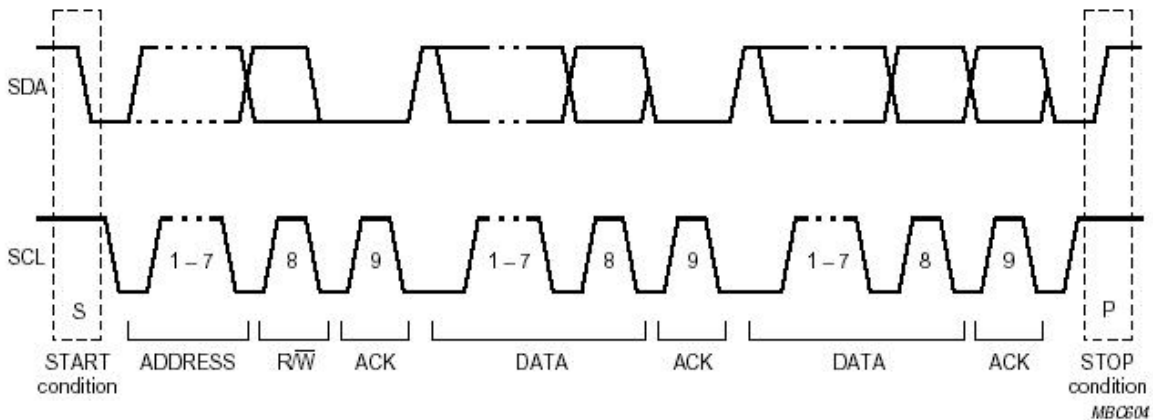 SDA
SCL
1 – 7
8
9
1 – 7
8
9
1 – 7
8
9
S
P
START
condition
ADDRESS
R/W̅
ACK
DATA
ACK
DATA
ACK
STOP
condition
MBC604